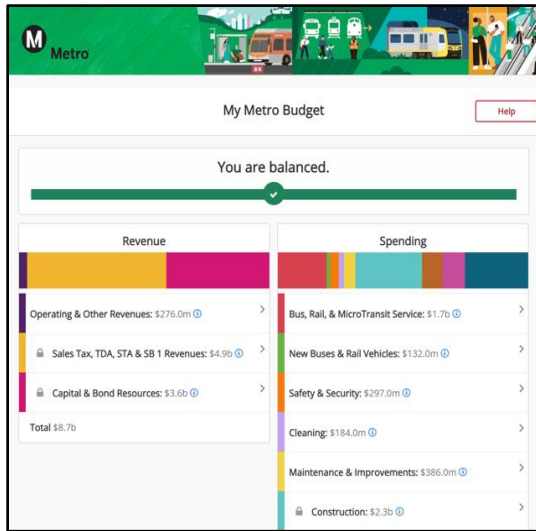 M
Metro
My Metro Budget
Help
You are balanced.
Revenue
Operating & Other Revenues: $276.0m
Sales Tax, TDA, STA & SB 1 Revenues: $4.9b
Capital & Bond Resources: $3.6b
Total $8.7b
Spending
Bus, Rail, & MicroTransit Service: $1.7b
New Buses & Rail Vehicles: $132.0m
Safety & Security: $297.0m
Cleaning: $184.0m
Maintenance & Improvements: $386.0m
Construction: $2.3b